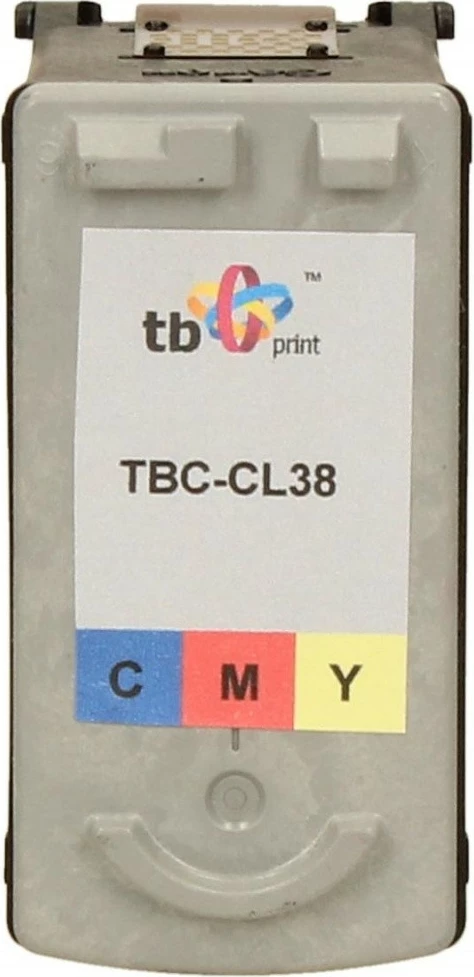 tb print ™
TBC-CL38
C M Y